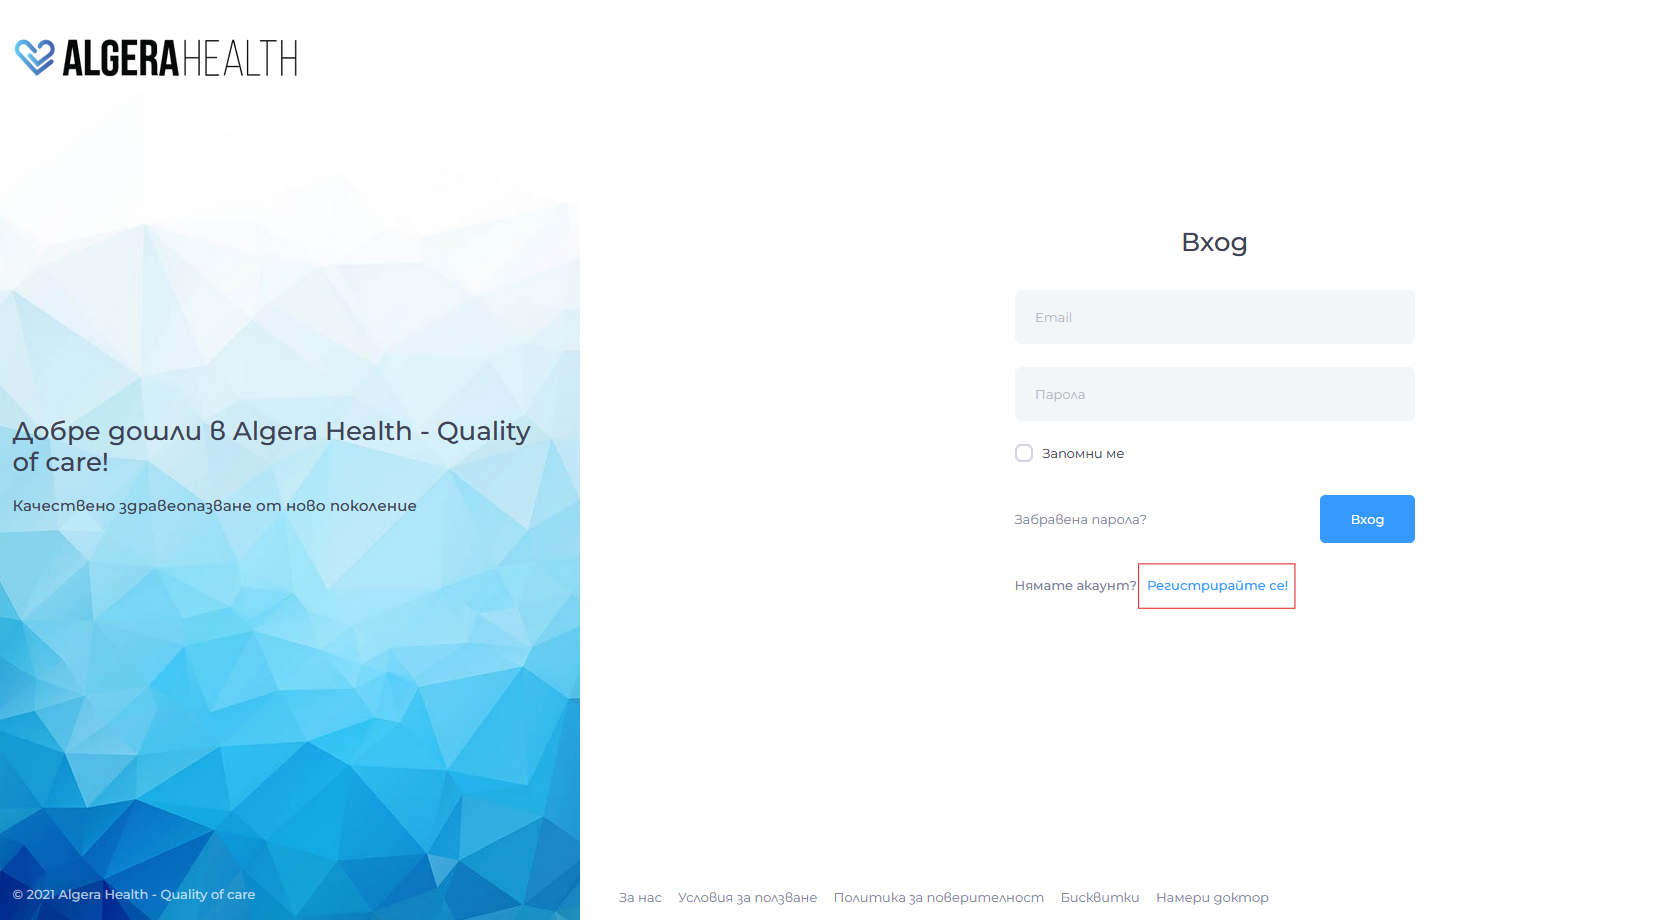 ALGERAHEALTH
Добре дошли в Algera Health - Quality
of care!
Качествено здравеопазване от ново поколение
© 2021 Algera Health - Quality of care
Вход
Email
Парола
Запомни ме
Забравена парола?
Вход
Нямате акаунт? Регистрирайте се!
За нас Условия за ползване Политика за поверителност Бисквитки Намери доктор